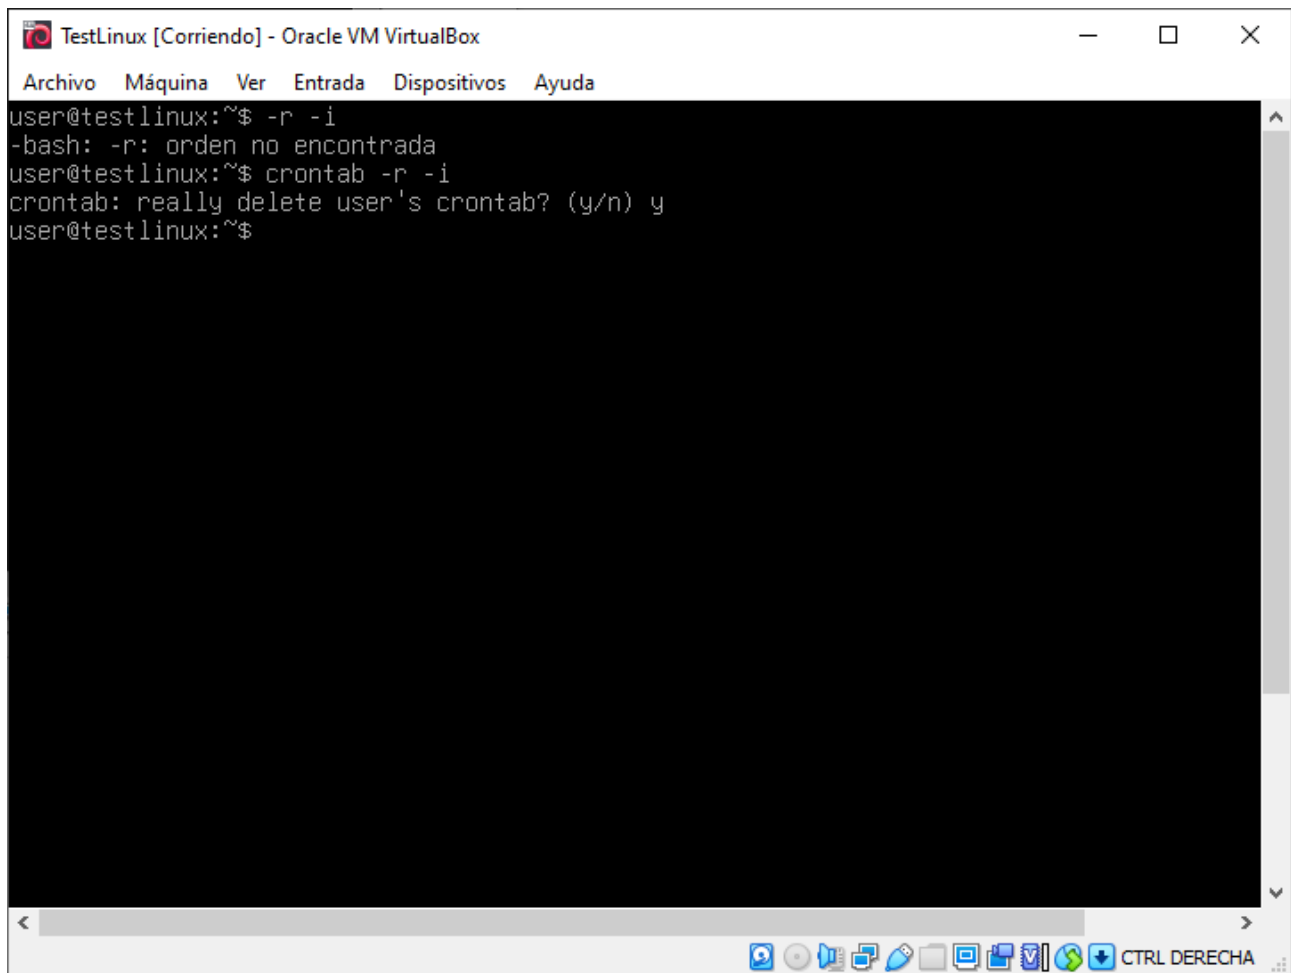 TestLinux [Corriendo] - Oracle VM VirtualBox
Archivo Máquina Ver Entrada Dispositivos Ayuda
user@testlinux:~$ -r -i
-bash: -r: orden no encontrada
user@testlinux:~$ crontab -r -i
crontab: really delete user's crontab? (y/n) y
user@testlinux:~$
CTRL DERECHA